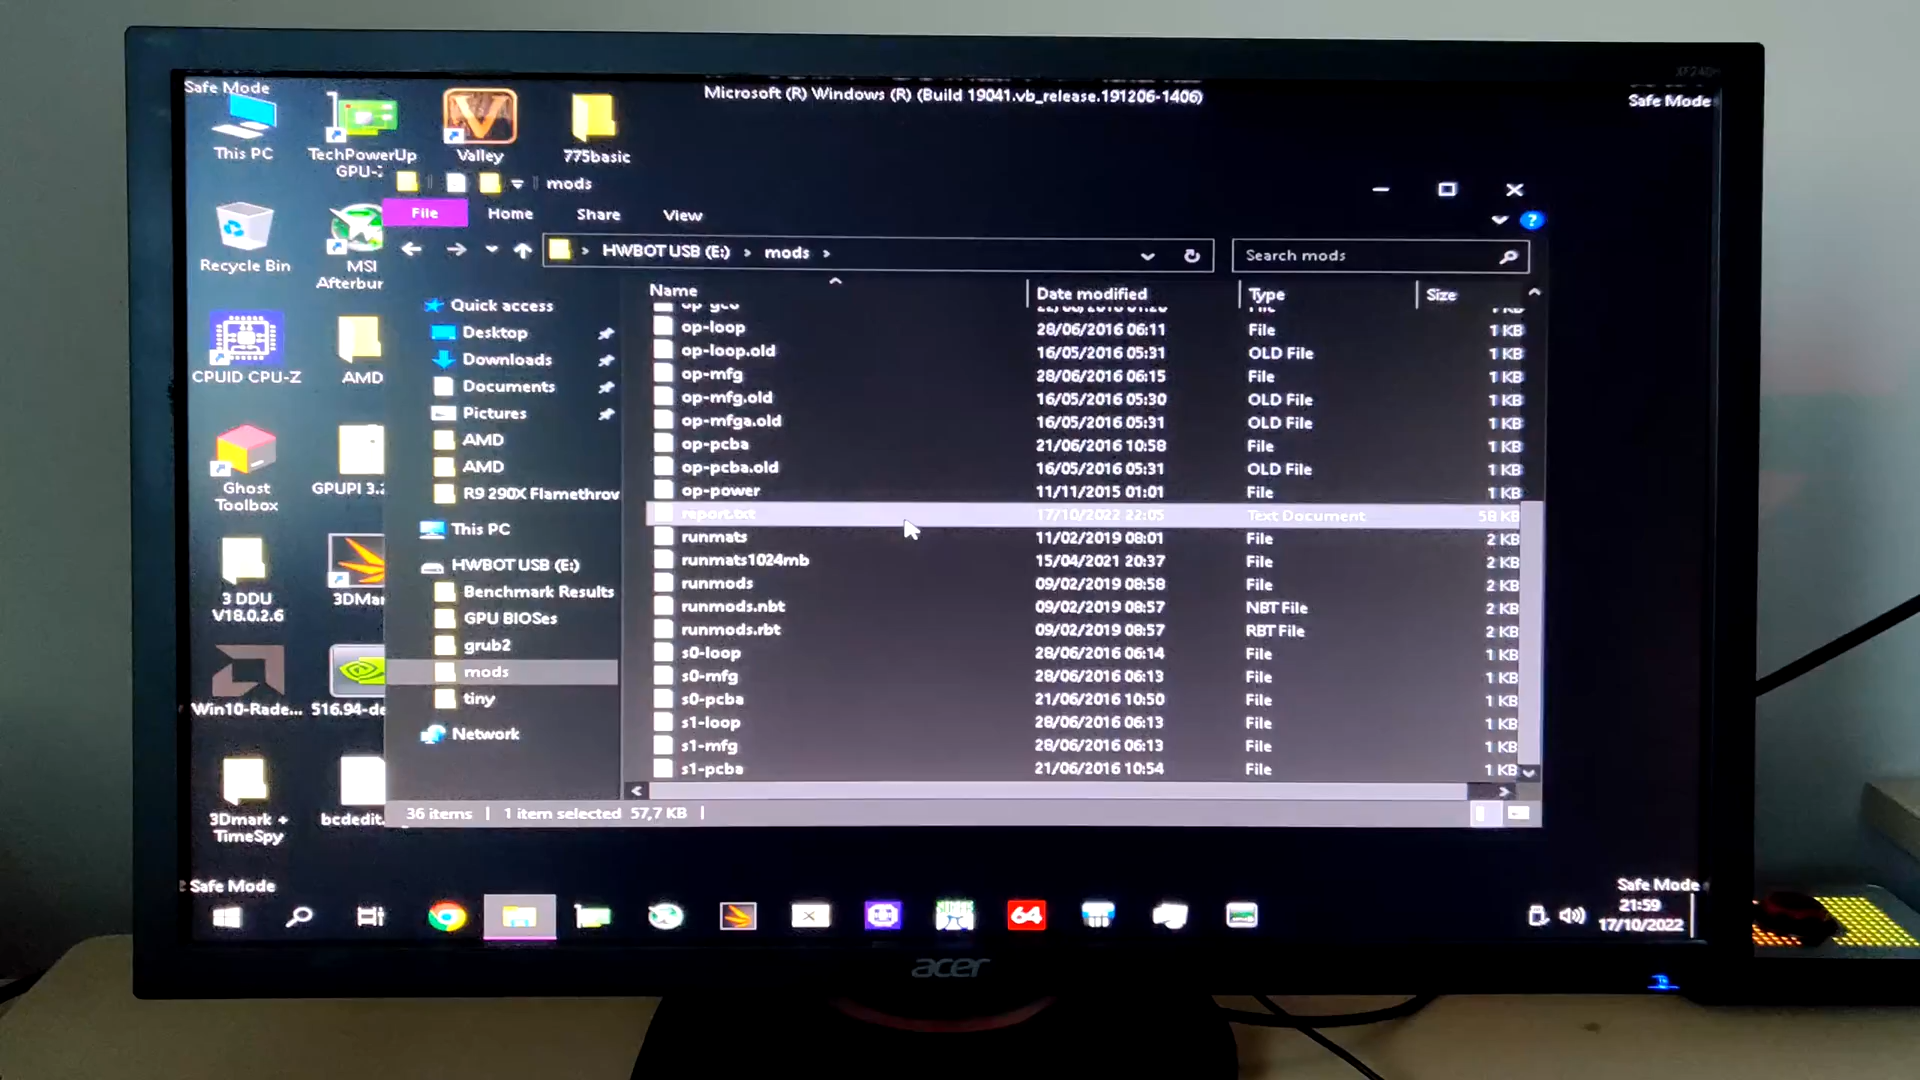 XF240H
Safe Mode
Microsoft (R) Windows (R) (Build 19041.vb_release.191206-1406)
Safe Mode
This PC
TechPowerUp
GPU-Z
Valley
775basic
mods
File
Home
Share
View
HWBOT USB (E:)
mods
Search mods
Recycle Bin
MSI
Afterbur
CPUID CPU-Z
AMD
Ghost
Toolbox
GPUPI 3.2
3 DDU
V18.0.2.6
3DMar
Win10-Rade...
516.94-de
3Dmark +
TimeSpy
bcdedit.
Quick access
Desktop
Downloads
Documents
Pictures
AMD
AMD
R9 290X Flamethrow
This PC
HWBOT USB (E:)
Benchmark Results
GPU BIOSes
grub2
mods
tiny
Network
Name Date modified Type Size
op-loop 28/06/2016 06:11 File 1 KB
op-loop.old 16/05/2016 05:31 OLD File 1 KB
op-mfg 28/06/2016 06:15 File 1 KB
op-mfg.old 16/05/2016 05:30 OLD File 1 KB
op-mfga.old 16/05/2016 05:31 OLD File 1 KB
op-pcba 21/06/2016 10:58 File 1 KB
op-pcba.old 16/05/2016 05:31 OLD File 1 KB
op-power 11/11/2015 01:01 File 1 KB
report.txt 17/10/2022 22:05 Text Document 58 KB
runmats 11/02/2019 08:01 File 2 KB
runmats1024mb 15/04/2021 20:37 File 2 KB
runmods 09/02/2019 08:58 File 2 KB
runmods.nbt 09/02/2019 08:57 NBT File 2 KB
runmods.rbt 09/02/2019 08:57 RBT File 2 KB
s0-loop 28/06/2016 06:14 File 1 KB
s0-mfg 28/06/2016 06:13 File 1 KB
s0-pcba 21/06/2016 10:50 File 1 KB
s1-loop 28/06/2016 06:13 File 1 KB
s1-mfg 28/06/2016 06:13 File 1 KB
s1-pcba 21/06/2016 10:54 File 1 KB
36 items 1 item selected 57,7 KB
Safe Mode
Safe Mode
64
21:59
17/10/2022
acer